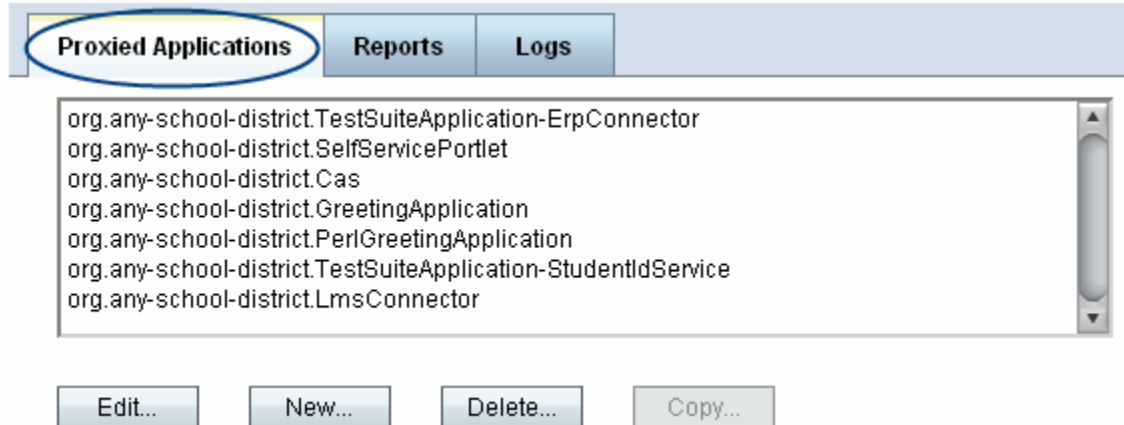 Proxied Applications Reports Logs
org.any-school-district.TestSuiteApplication-ErpConnector
org.any-school-district.SelfServicePortlet
org.any-school-district.Cas
org.any-school-district.GreetingApplication
org.any-school-district.PerlGreetingApplication
org.any-school-district.TestSuiteApplication-StudentIdService
org.any-school-district.LmsConnector
Edit... New... Delete... Copy...